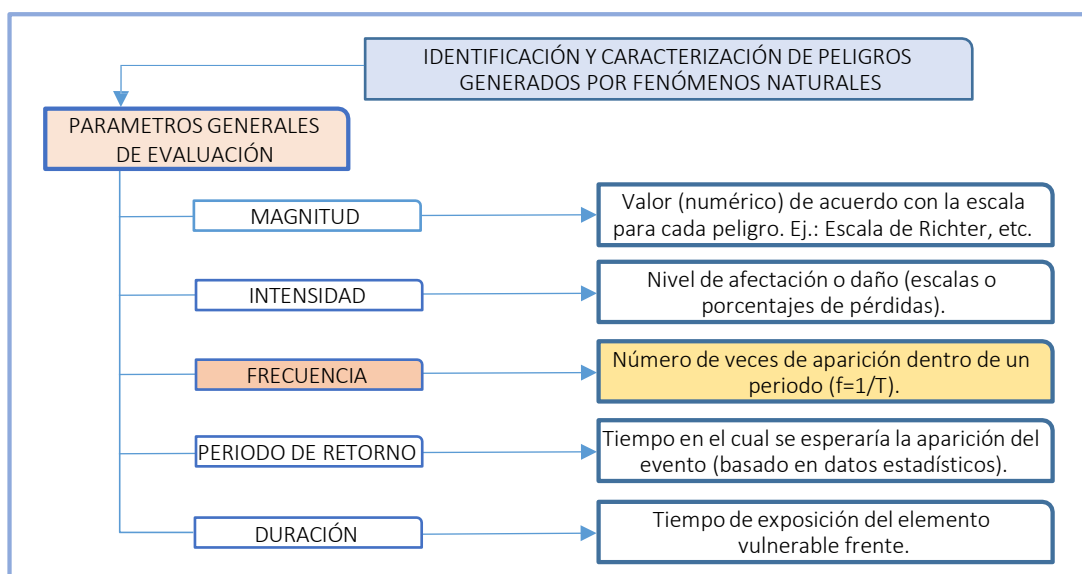 IDENTIFICACIÓN Y CARACTERIZACIÓN DE PELIGROS
GENERADOS POR FENÓMENOS NATURALES
PARAMETROS GENERALES
DE EVALUACIÓN
MAGNITUD
Valor (numérico) de acuerdo con la escala
para cada peligro. Ej.: Escala de Richter, etc.
INTENSIDAD
Nivel de afectación o daño (escalas o
porcentajes de pérdidas).
FRECUENCIA
Número de veces de aparición dentro de un
periodo (f=1/T).
PERIODO DE RETORNO
Tiempo en el cual se esperaría la aparición del
evento (basado en datos estadísticos).
DURACIÓN
Tiempo de exposición del elemento
vulnerable frente.